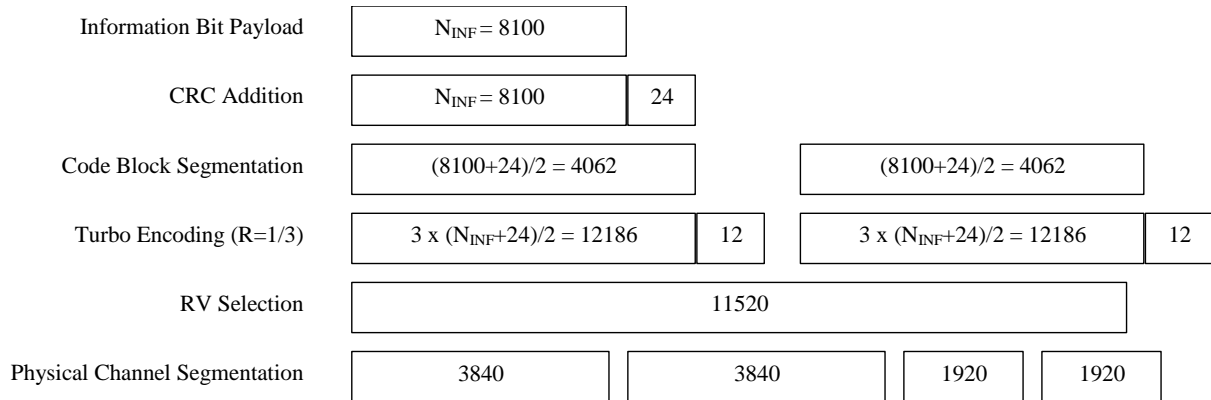 Information Bit Payload N_INF = 8100
CRC Addition N_INF = 8100 24
Code Block Segmentation (8100+24)/2 = 4062 (8100+24)/2 = 4062
Turbo Encoding (R=1/3) 3 x (N_INF+24)/2 = 12186 12 3 x (N_INF+24)/2 = 12186 12
RV Selection 11520
Physical Channel Segmentation 3840 3840 1920 1920